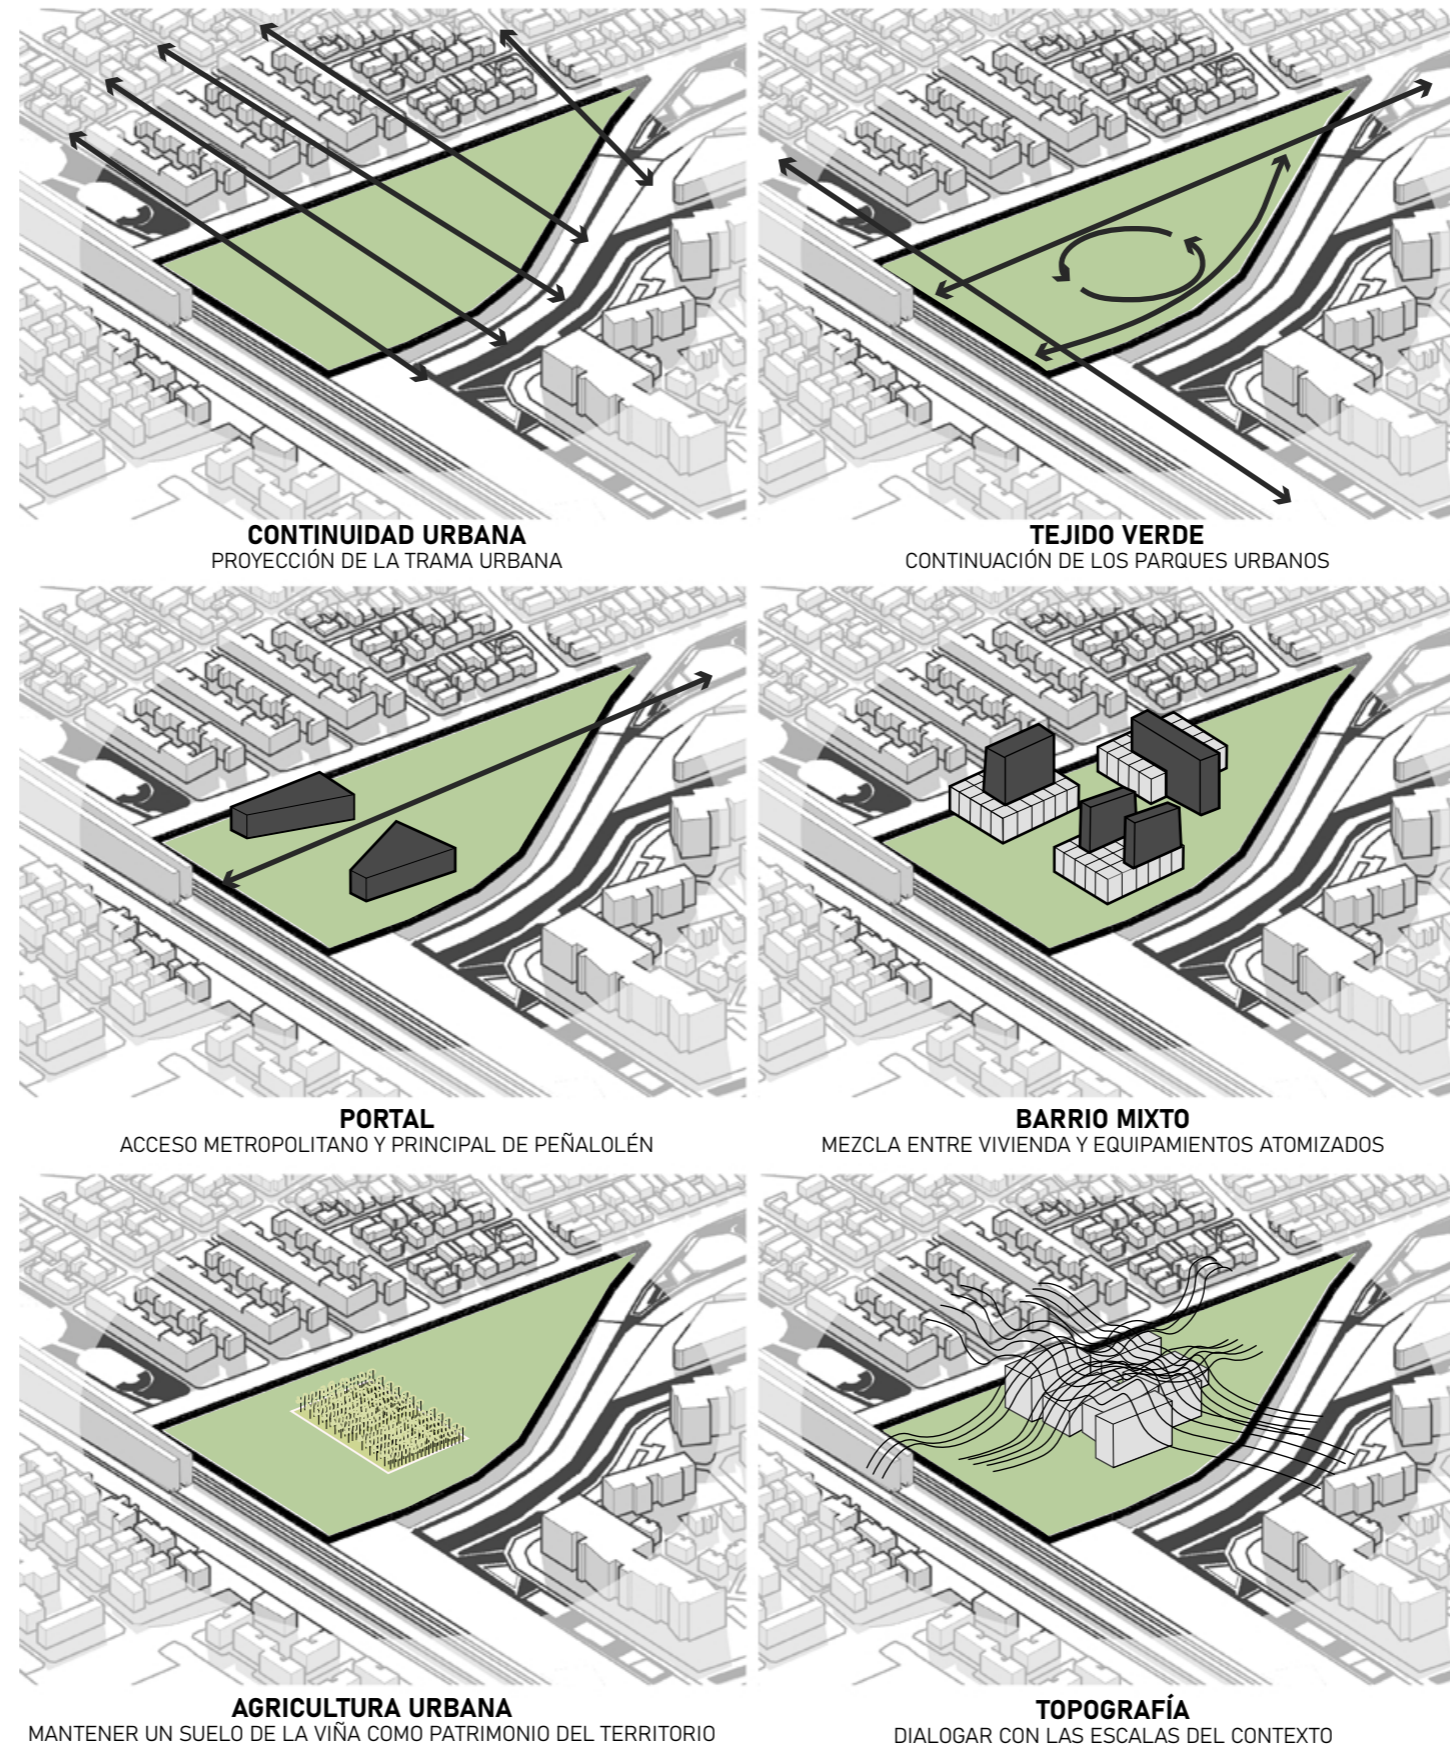 CONTINUIDAD URBANA
PROYECCIÓN DE LA TRAMA URBANA
TEJIDO VERDE
CONTINUACIÓN DE LOS PARQUES URBANOS
PORTAL
ACCESO METROPOLITANO Y PRINCIPAL DE PEÑALOLÉN
BARRIO MIXTO
MEZCLA ENTRE VIVIENDA Y EQUIPAMIENTOS ATOMIZADOS
AGRICULTURA URBANA
MANTENER UN SUELO DE LA VIÑA COMO PATRIMONIO DEL TERRITORIO
TOPOGRAFÍA
DIALOGAR CON LAS ESCALAS DEL CONTEXTO